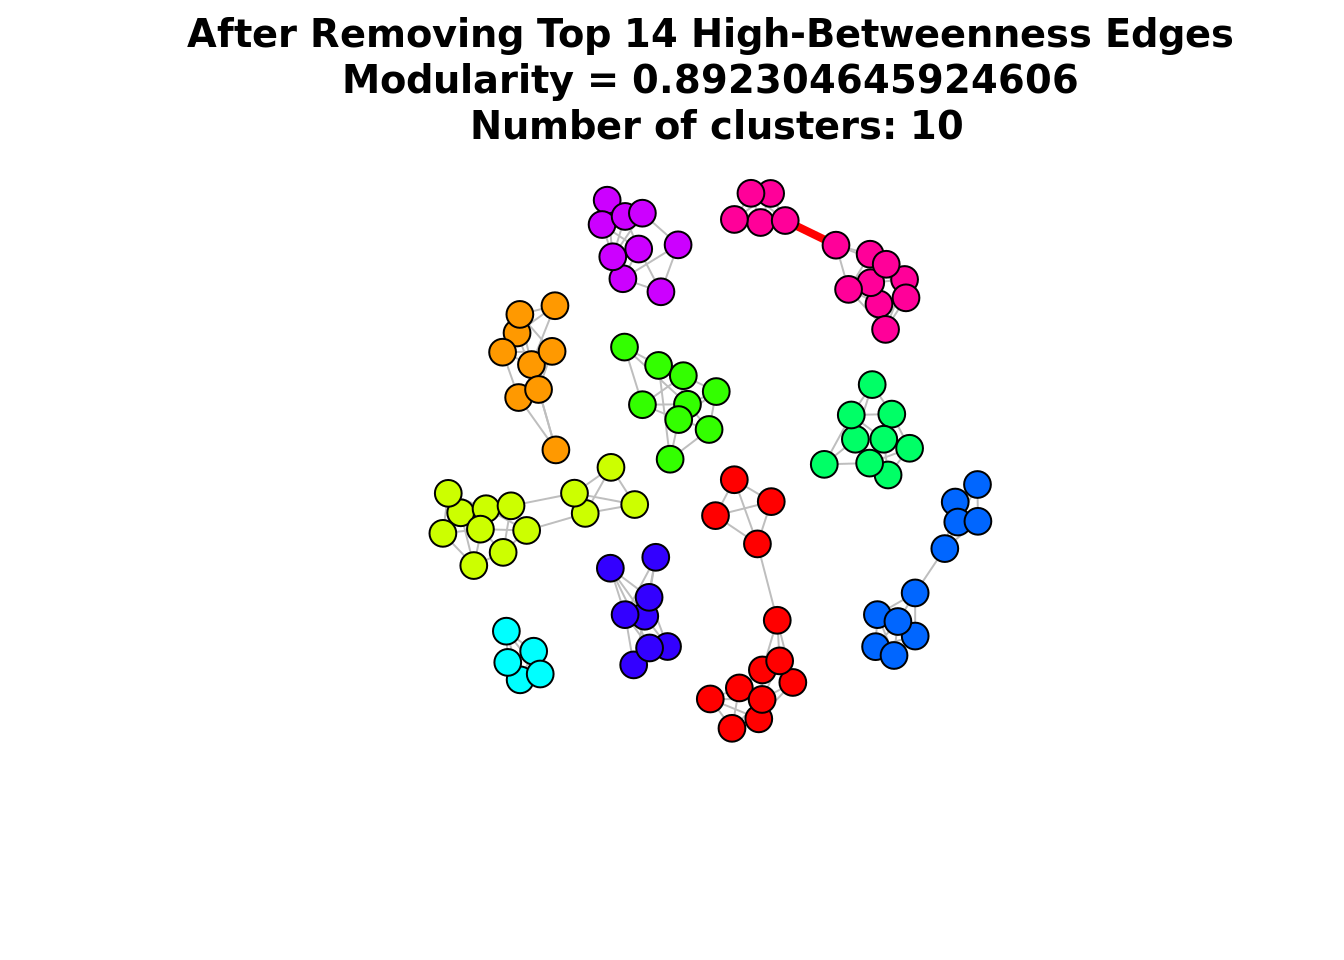 After Removing Top 14 High-Betweenness Edges
Modularity = 0.892304645924606
Number of clusters: 10